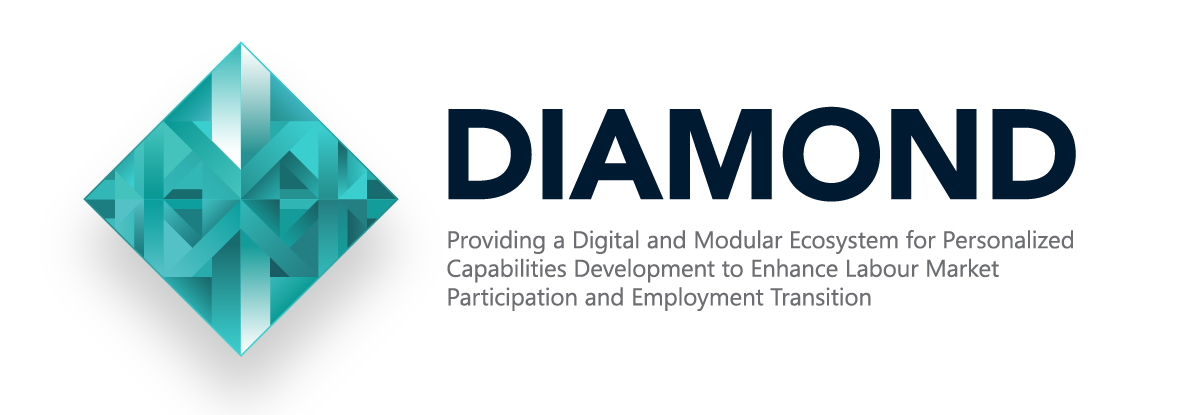 DIAMOND
Providing a Digital and Modular Ecosystem for Personalized
Capabilities Development to Enhance Labour Market
Participation and Employment Transition